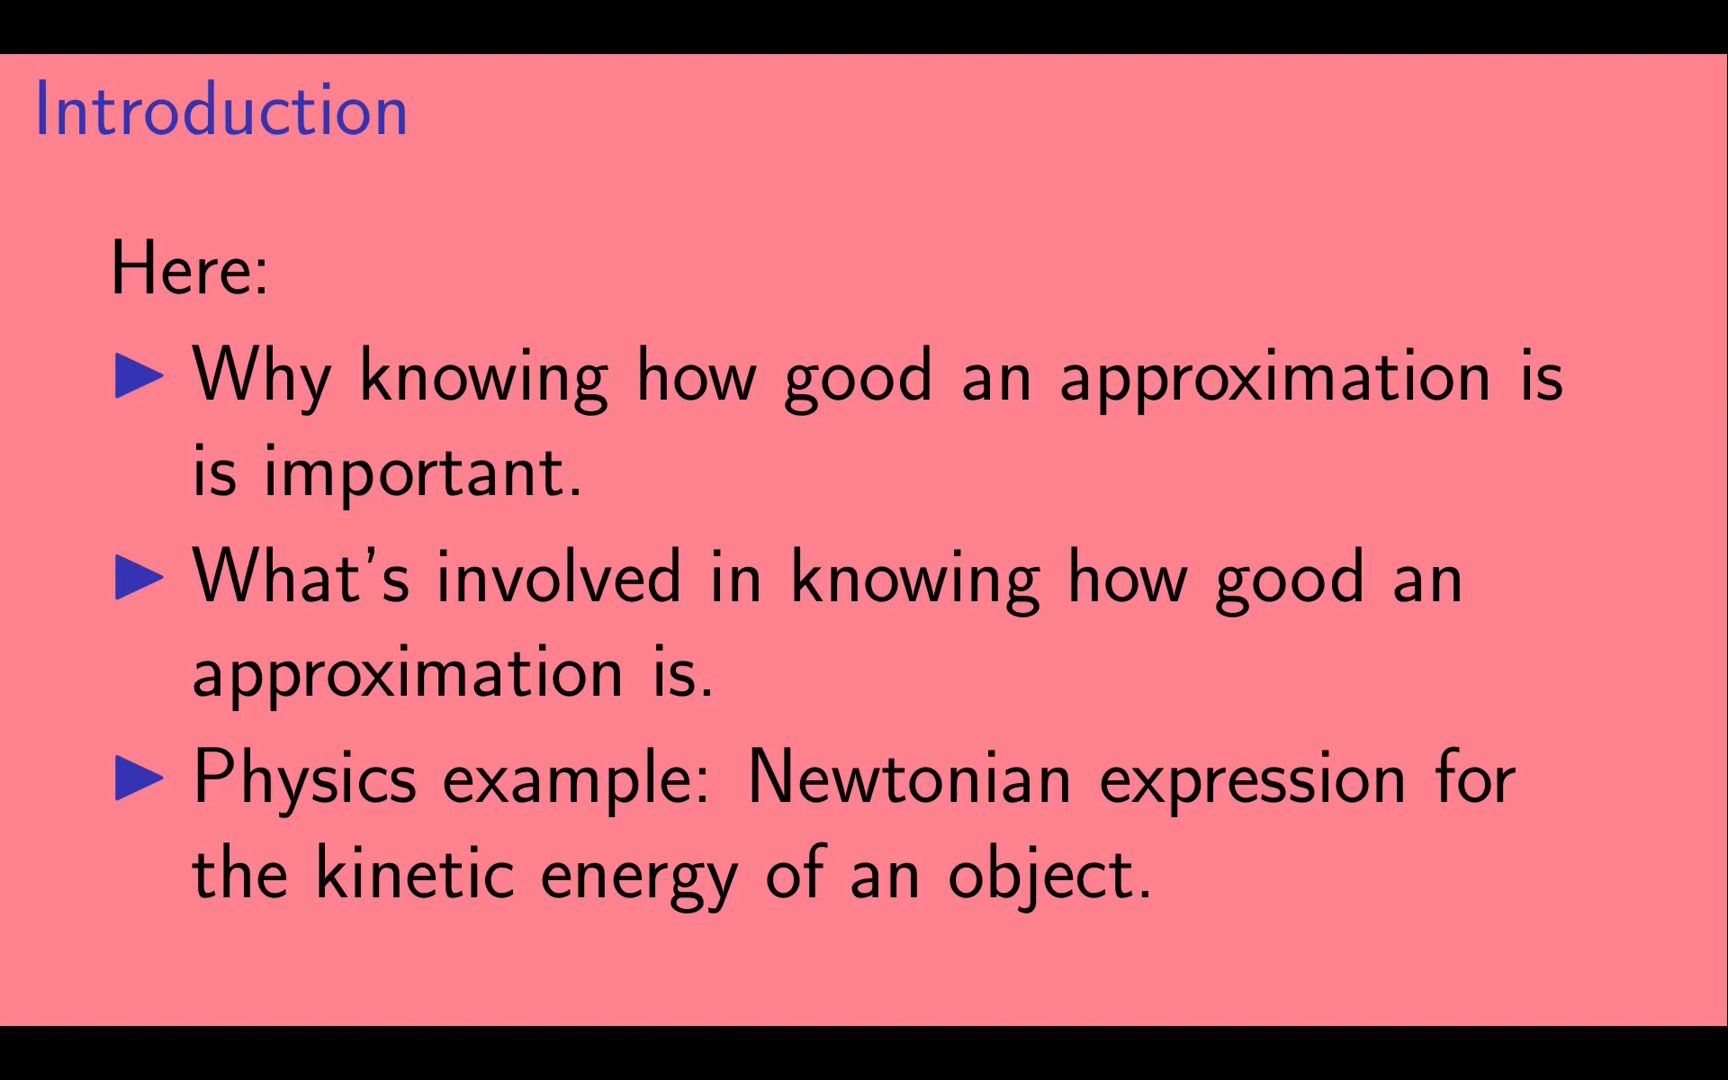 Introduction
Here:
▶ Why knowing how good an approximation is
is important.
▶ What's involved in knowing how good an
approximation is.
▶ Physics example: Newtonian expression for
the kinetic energy of an object.